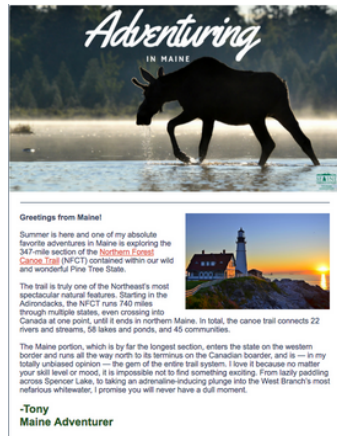 Adventuring
IN MAINE
Greetings from Maine!
Summer is here and one of my absolute
favorite adventures in Maine is exploring the
347-mile section of the Northern Forest
Canoe Trail (NFCT) contained within our wild
and wonderful Pine Tree State.
The trail is truly one of the Northeast's most
spectacular natural features. Starting in the
Adirondacks, the NFCT runs 740 miles
through multiple states, even crossing into
Canada at one point, until it ends in northern Maine. In total, the canoe trail connects 22
rivers and streams, 58 lakes and ponds, and 45 communities.
The Maine portion, which is by far the longest section, enters the state on the western
border and runs all the way north to its terminus on the Canadian boarder, and is — in my
totally unbiased opinion — the gem of the entire trail system. I love it because no matter
your skill level or mood, it is impossible not to find something exciting. From lazily paddling
across Spencer Lake, to taking an adrenaline-inducing plunge into the West Branch's most
nefarious whitewater, I promise you will never have a dull moment.
-Tony
Maine Adventurer